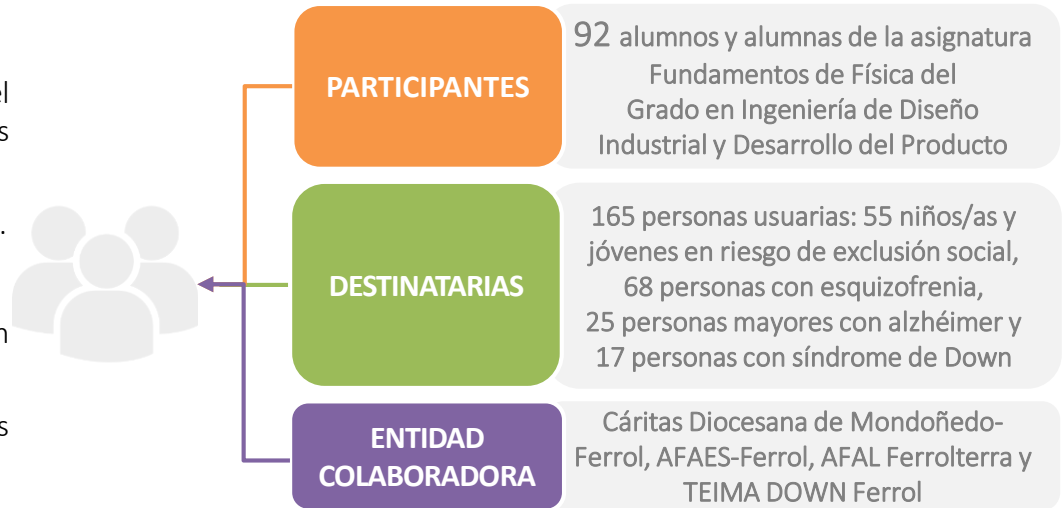 el
s
.
n
s
PARTICIPANTES
92 alumnos y alumnas de la asignatura
Fundamentos de Física del
Grado en Ingeniería de Diseño
Industrial y Desarrollo del Producto
DESTINATARIAS
165 personas usuarias: 55 niños/as y
jóvenes en riesgo de exclusión social,
68 personas con esquizofrenia,
25 personas mayores con alzhéimer y
17 personas con síndrome de Down
ENTIDAD
COLABORADORA
Cáritas Diocesana de Mondoñedo-
Ferrol, AFAES-Ferrol, AFAL Ferrolterra y
TEIMA DOWN Ferrol